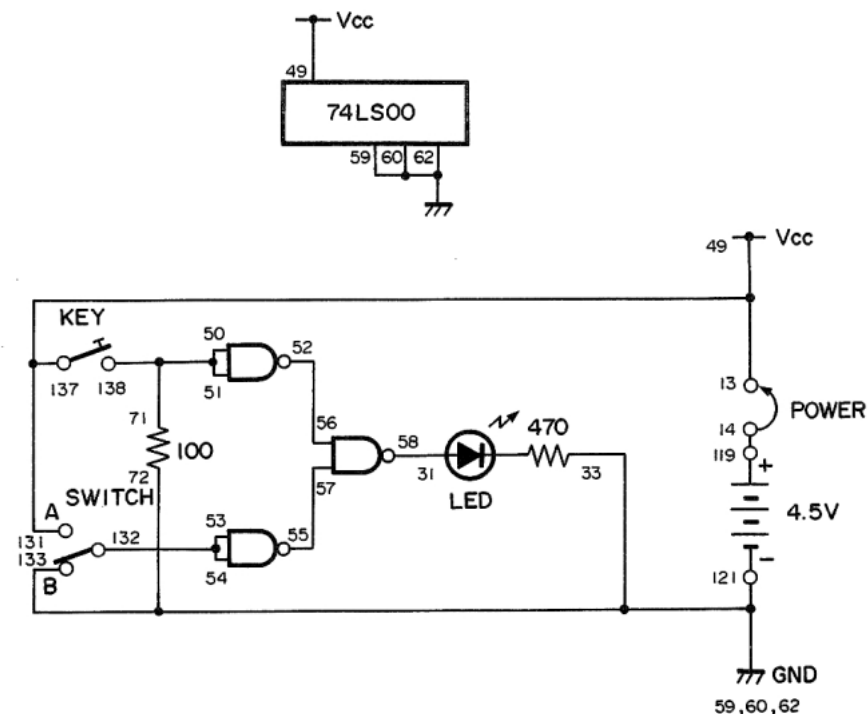 Vcc
49
74LS00
59 60 62
49 Vcc
KEY
50
52
51
137 138
13
POWER
71
56
58
470
14
100
119
+
57
31
33
72
LED
SWITCH
4.5V
A
53
131
132
55
133
-
54
121
B
GND
59,60,62